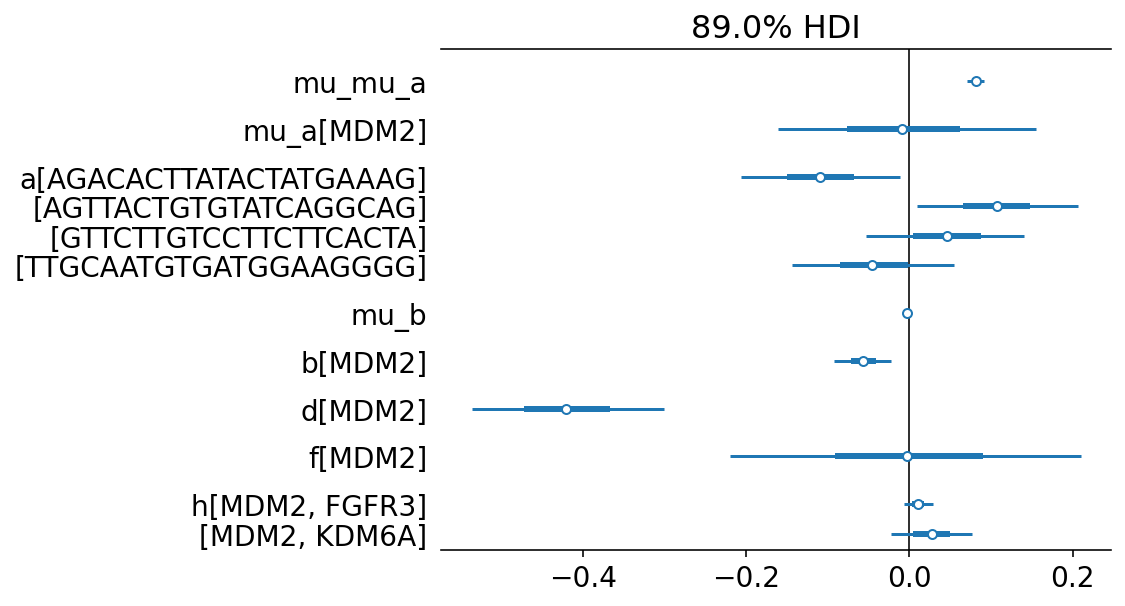 89.0% HDI
mu_mu_a
mu_a[MDM2]
a[AGACACTTATACTATGAAAG]
[AGTTACTGTGTATCAGGCAG]
[GTTCTTGTCCTTCTTCACTA]
[TTGCAATGTGATGGAAGGGG]
mu_b
b[MDM2]
d[MDM2]
f[MDM2]
h[MDM2, FGFR3]
[MDM2, KDM6A]
−0.4 −0.2 0.0 0.2